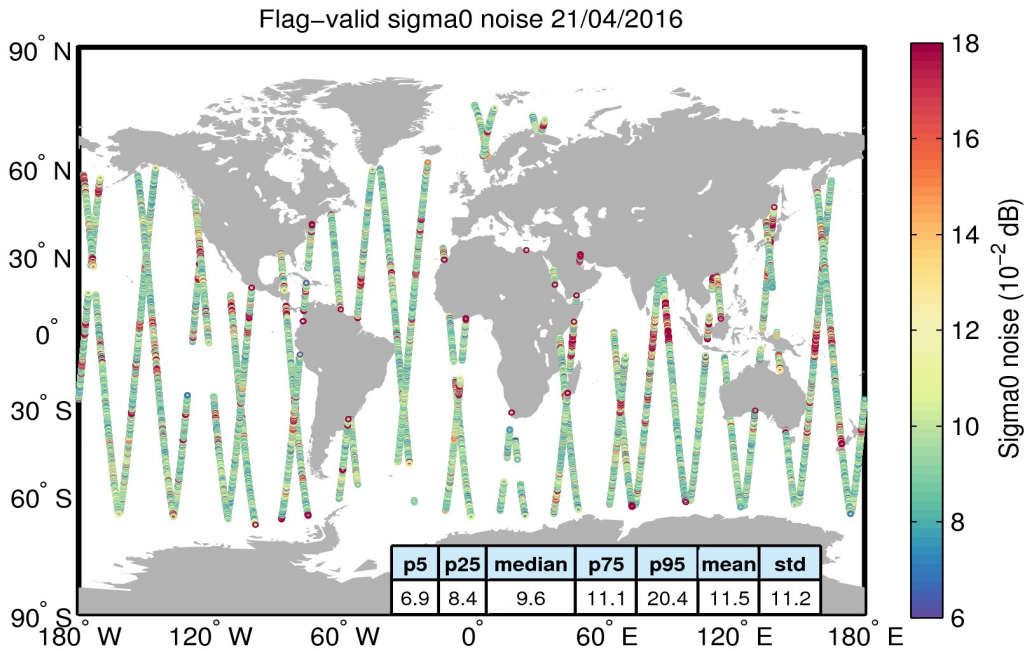 Flag−valid sigma0 noise 21/04/2016
90° N
60° N
30° N
0°
30° S
60° S
90° S
180° W
120° W
60° W
0°
60° E
120° E
180° E
p5 p25 median p75 p95 mean std
6.9 8.4 9.6 11.1 20.4 11.5 11.2
18
16
14
12
10
8
6
Sigma0 noise (10⁻² dB)